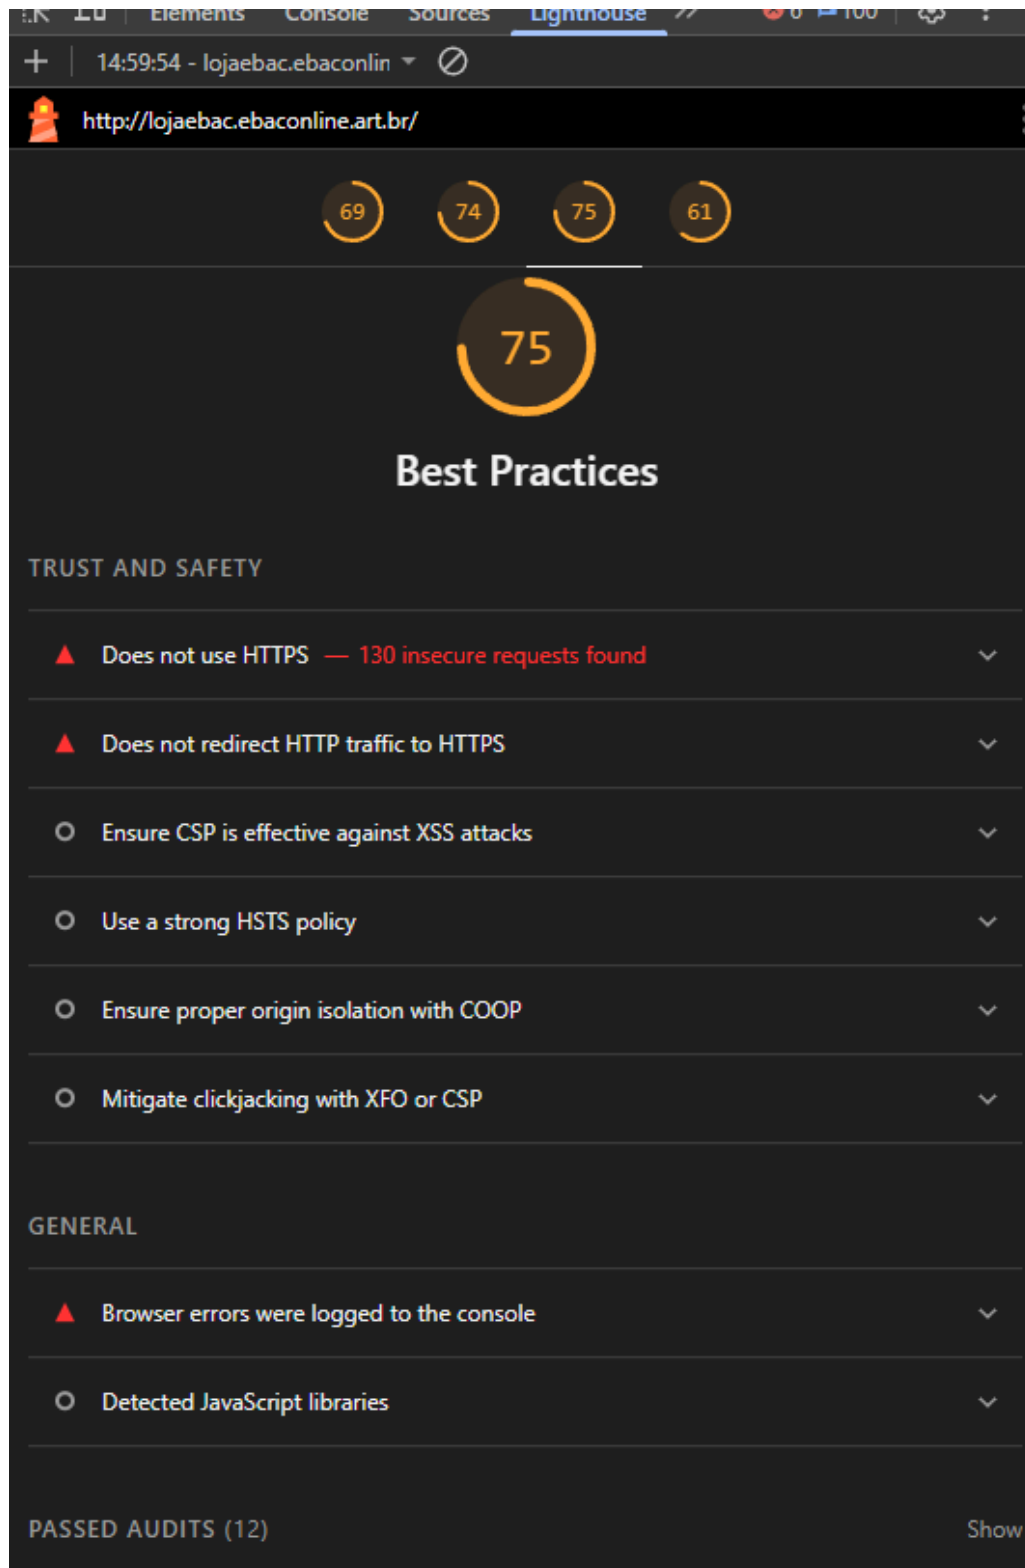 Elements Console Sources Lighthouse 6 100
14:59:54 - lojaebac.ebaconlin
http://lojaebac.ebaconline.art.br/
69 74 75 61
75
Best Practices
TRUST AND SAFETY
Does not use HTTPS — 130 insecure requests found
Does not redirect HTTP traffic to HTTPS
Ensure CSP is effective against XSS attacks
Use a strong HSTS policy
Ensure proper origin isolation with COOP
Mitigate clickjacking with XFO or CSP
GENERAL
Browser errors were logged to the console
Detected JavaScript libraries
PASSED AUDITS (12) Show